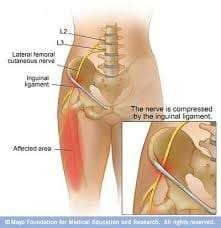 L2
L3
Lateral femoral
cutaneous nerve
Inguinal
ligament
The nerve is compressed
by the inguinal ligament.
Affected area
© Mayo Foundation for Medical Education and Research. All rights reserved.